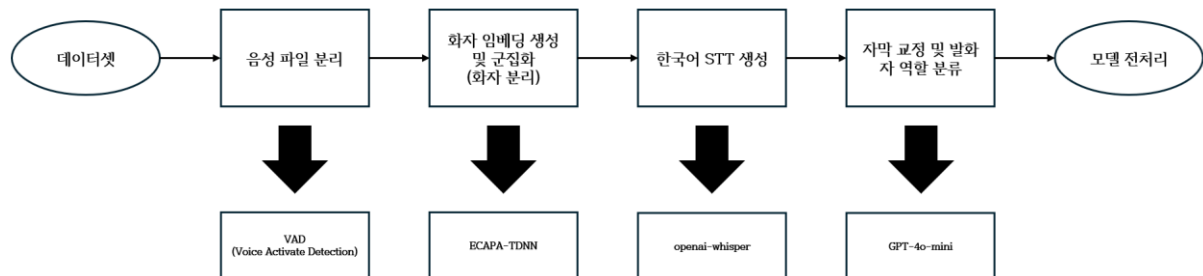 데이터셋
음성 파일 분리
화자 임베딩 생성
및 군집화
(화자 분리)
한국어 STT 생성
자막 교정 및 발화
자 역할 분류
모델 전처리
VAD
(Voice Activate Detection)
ECAPA-TDNN
openai-whisper
GPT-4o-mini